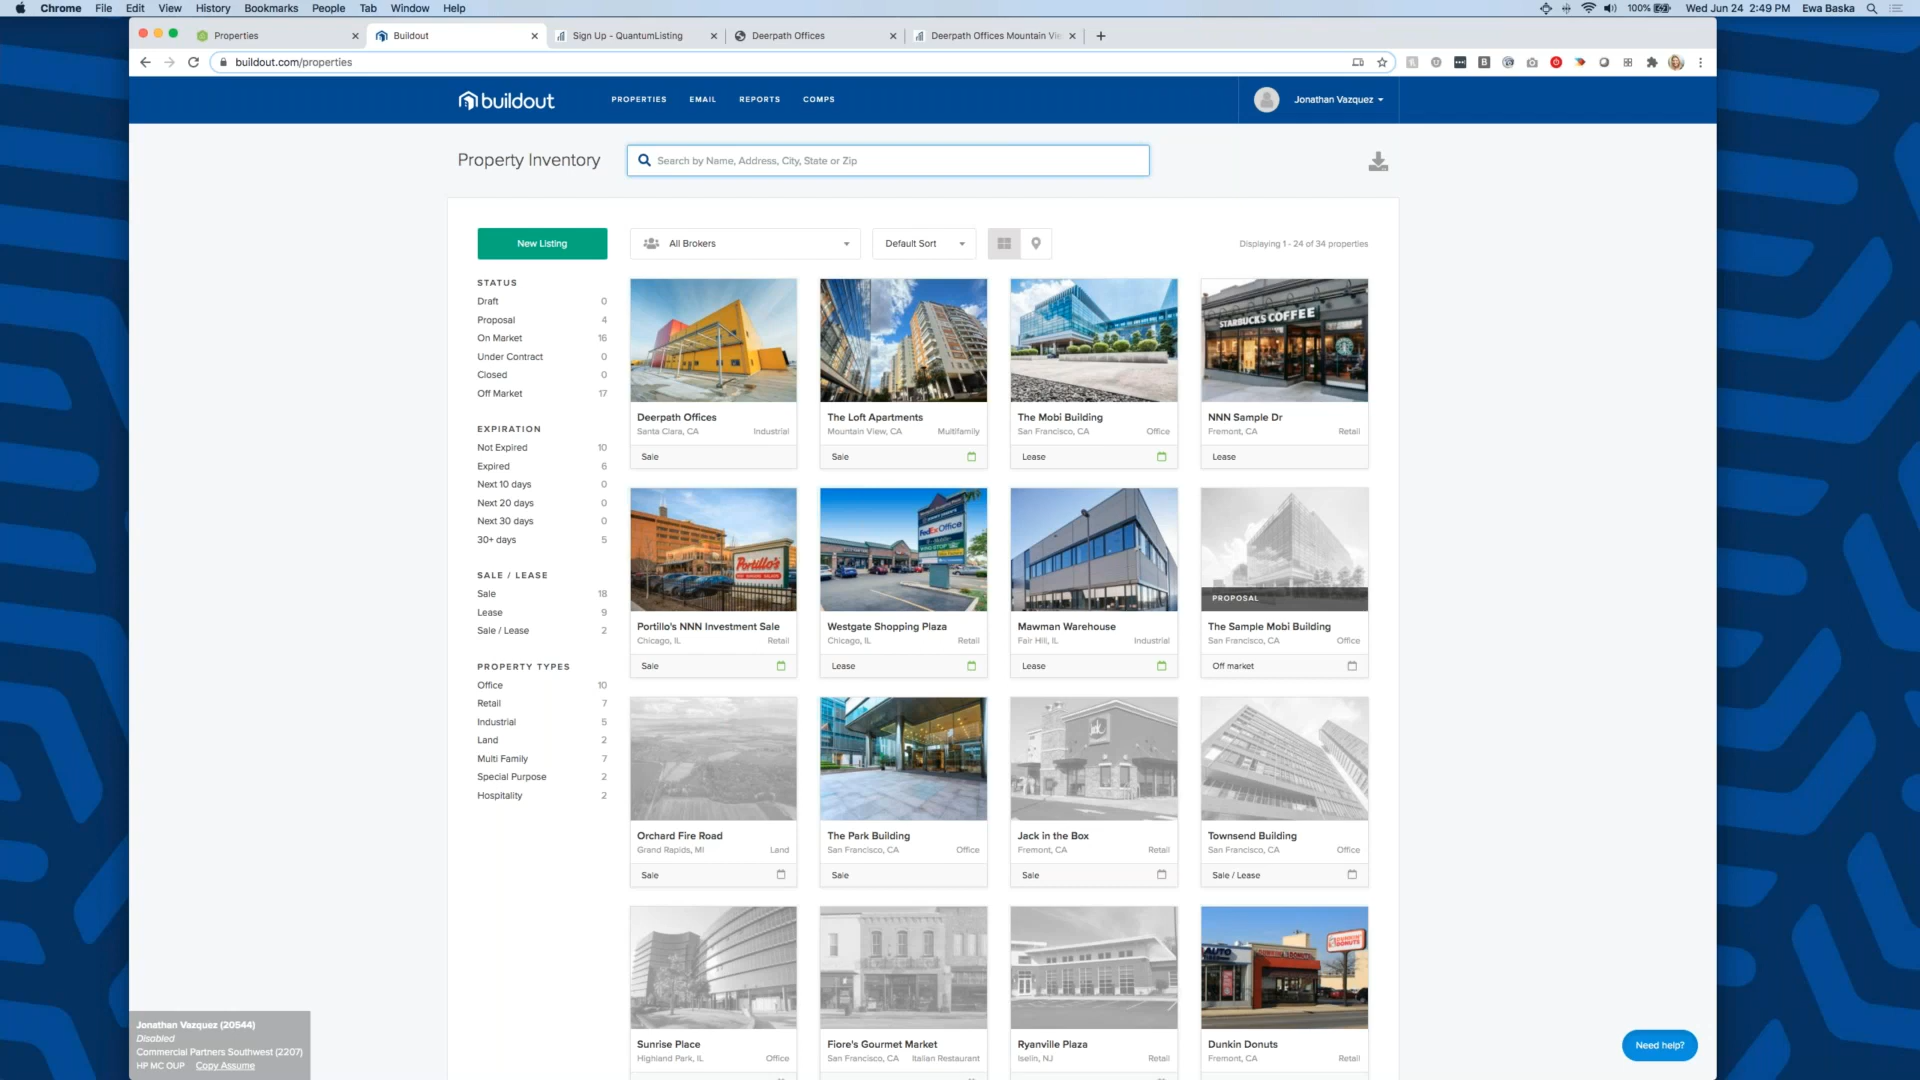 Chrome File Edit View History Bookmarks People Tab Window Help
100% Wed Jun 24 2:49 PM Ewa Baska
Properties
Buildout
Sign Up - QuantumListing
Deerpath Offices
Deerpath Offices Mountain Vie
buildout.com/properties
buildout
PROPERTIES EMAIL REPORTS COMPS
Jonathan Vazquez
Property Inventory
Search by Name, Address, City, State or Zip
New Listing
All Brokers
Default Sort
Displaying 1 - 24 of 34 properties
STATUS
Draft 0
Proposal 4
On Market 16
Under Contract 0
Closed 0
Off Market 17
EXPIRATION
Not Expired 10
Expired 6
Next 10 days 0
Next 20 days 0
Next 30 days 0
30+ days 5
SALE / LEASE
Sale 18
Lease 9
Sale / Lease 2
PROPERTY TYPES
Office 10
Retail 7
Industrial 5
Land 2
Multi Family 7
Special Purpose 2
Hospitality 2
Deerpath Offices
Santa Clara, CA Industrial
Sale
The Loft Apartments
Mountain View, CA Multifamily
Sale
The Mobi Building
San Francisco, CA Office
Lease
STARBUCKS COFFEE
NNN Sample Dr
Fremont, CA Retail
Lease
Portillo's
Portillo's NNN Investment Sale
Chicago, IL Retail
Sale
FedEx Office
Westgate Shopping Plaza
Chicago, IL Retail
Lease
Mawman Warehouse
Fair Hill, IL Industrial
Lease
PROPOSAL
The Sample Mobi Building
San Francisco, CA Office
Off market
Orchard Fire Road
Grand Rapids, MI Land
Sale
The Park Building
San Francisco, CA Office
Sale
Jack in the Box
Fremont, CA Retail
Sale
Townsend Building
San Francisco, CA Office
Sale / Lease
Sunrise Place
Highland Park, IL Office
Fiore's Gourmet Market
San Francisco, CA Italian Restaurant
Ryanville Plaza
Iselin, NJ Retail
AUTO
Dunkin Donuts
Fremont, CA Retail
Jonathan Vazquez (20544)
Disabled
Commercial Partners Southwest (2207)
HP MC OUP Copy Assume
Need help?